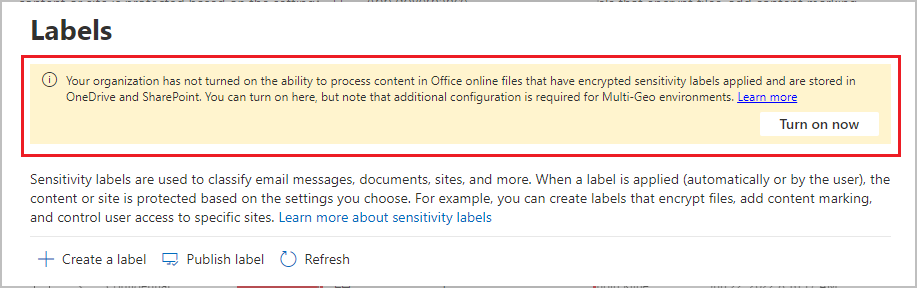 Labels
Your organization has not turned on the ability to process content in Office online files that have encrypted sensitivity labels applied and are stored in
OneDrive and SharePoint. You can turn on here, but note that additional configuration is required for Multi-Geo environments. Learn more
Turn on now
Sensitivity labels are used to classify email messages, documents, sites, and more. When a label is applied (automatically or by the user), the
content or site is protected based on the settings you choose. For example, you can create labels that encrypt files, add content marking,
and control user access to specific sites. Learn more about sensitivity labels
Create a label Publish label Refresh